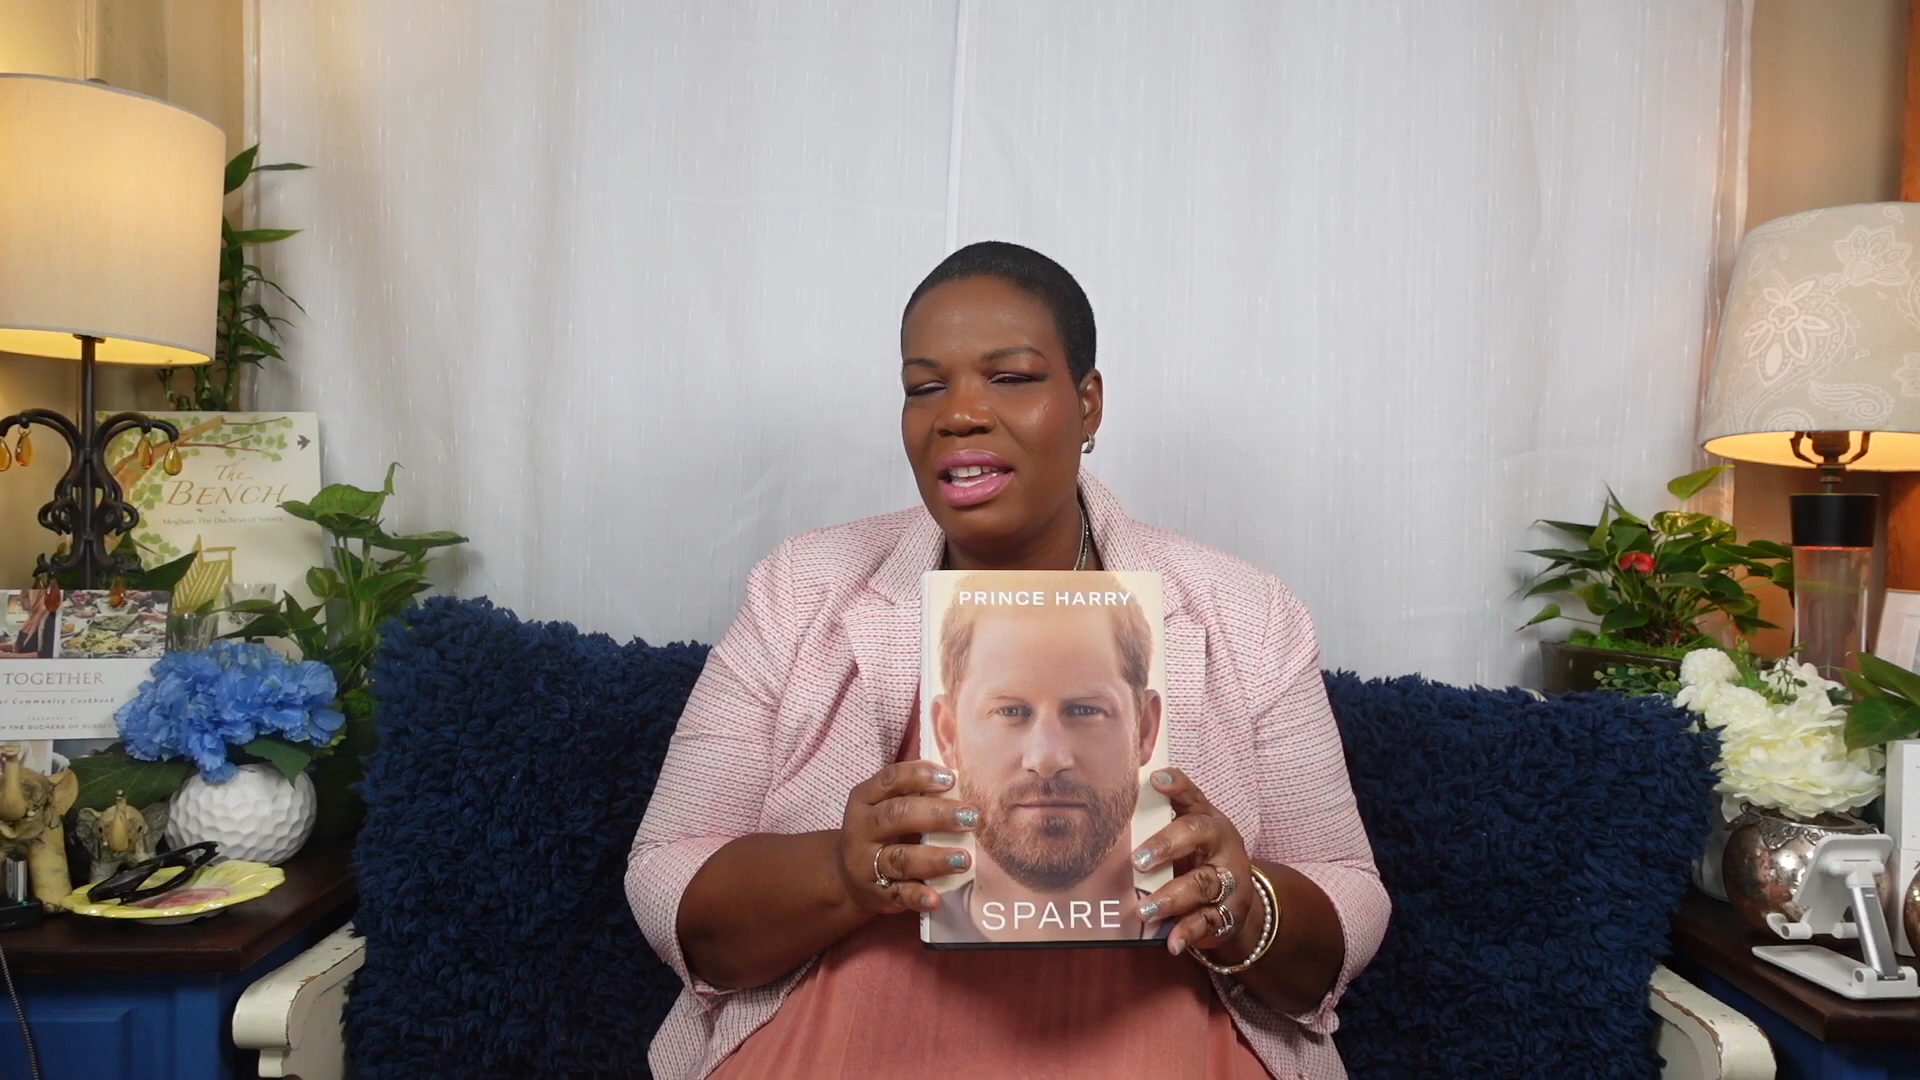 The
BENCH
Meghan, The Duchess of Sussex
TOGETHER
Community Cookbook
THE DUCHESS OF SUSSEX
PRINCE HARRY
SPARE